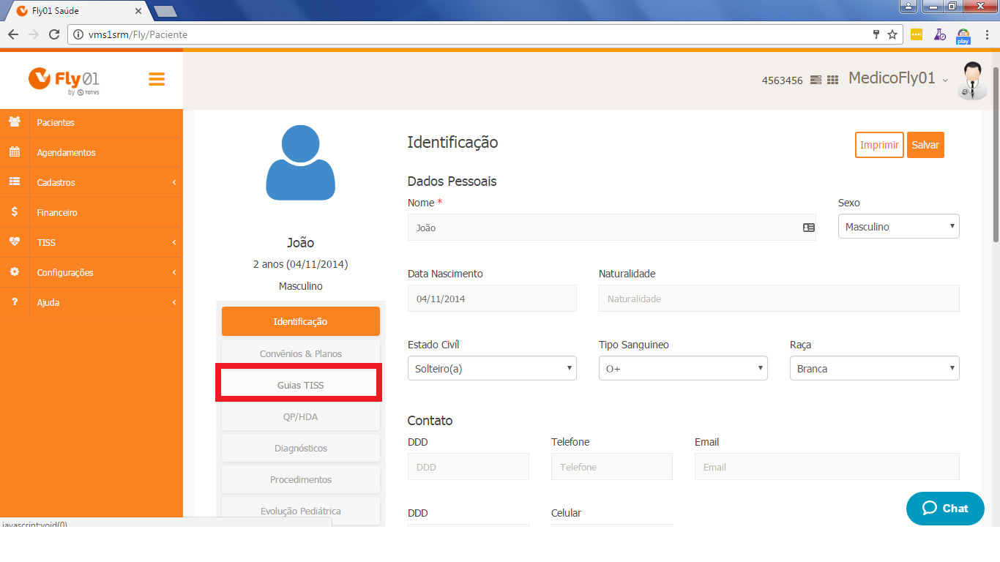 Fly01 Saúde
vms1srm/Fly/Paciente
play
Fly01
by TOTVS
4563456
MedicoFly01
Pacientes
Agendamentos
Cadastros
Financeiro
TISS
Configurações
Ajuda
João
2 anos (04/11/2014)
Masculino
Identificação
Convênios & Planos
Guias TISS
QP/HDA
Diagnósticos
Procedimentos
Evolução Pediátrica
Identificação
Imprimir
Salvar
Dados Pessoais
Nome *
Sexo
João
Masculino
Data Nascimento
Naturalidade
04/11/2014
Naturalidade
Estado Civíl
Tipo Sanguineo
Raça
Solteiro(a)
O+
Branca
Contato
DDD
Telefone
Email
DDD
Telefone
Email
DDD
Celular
Chat
javascript:void(0)